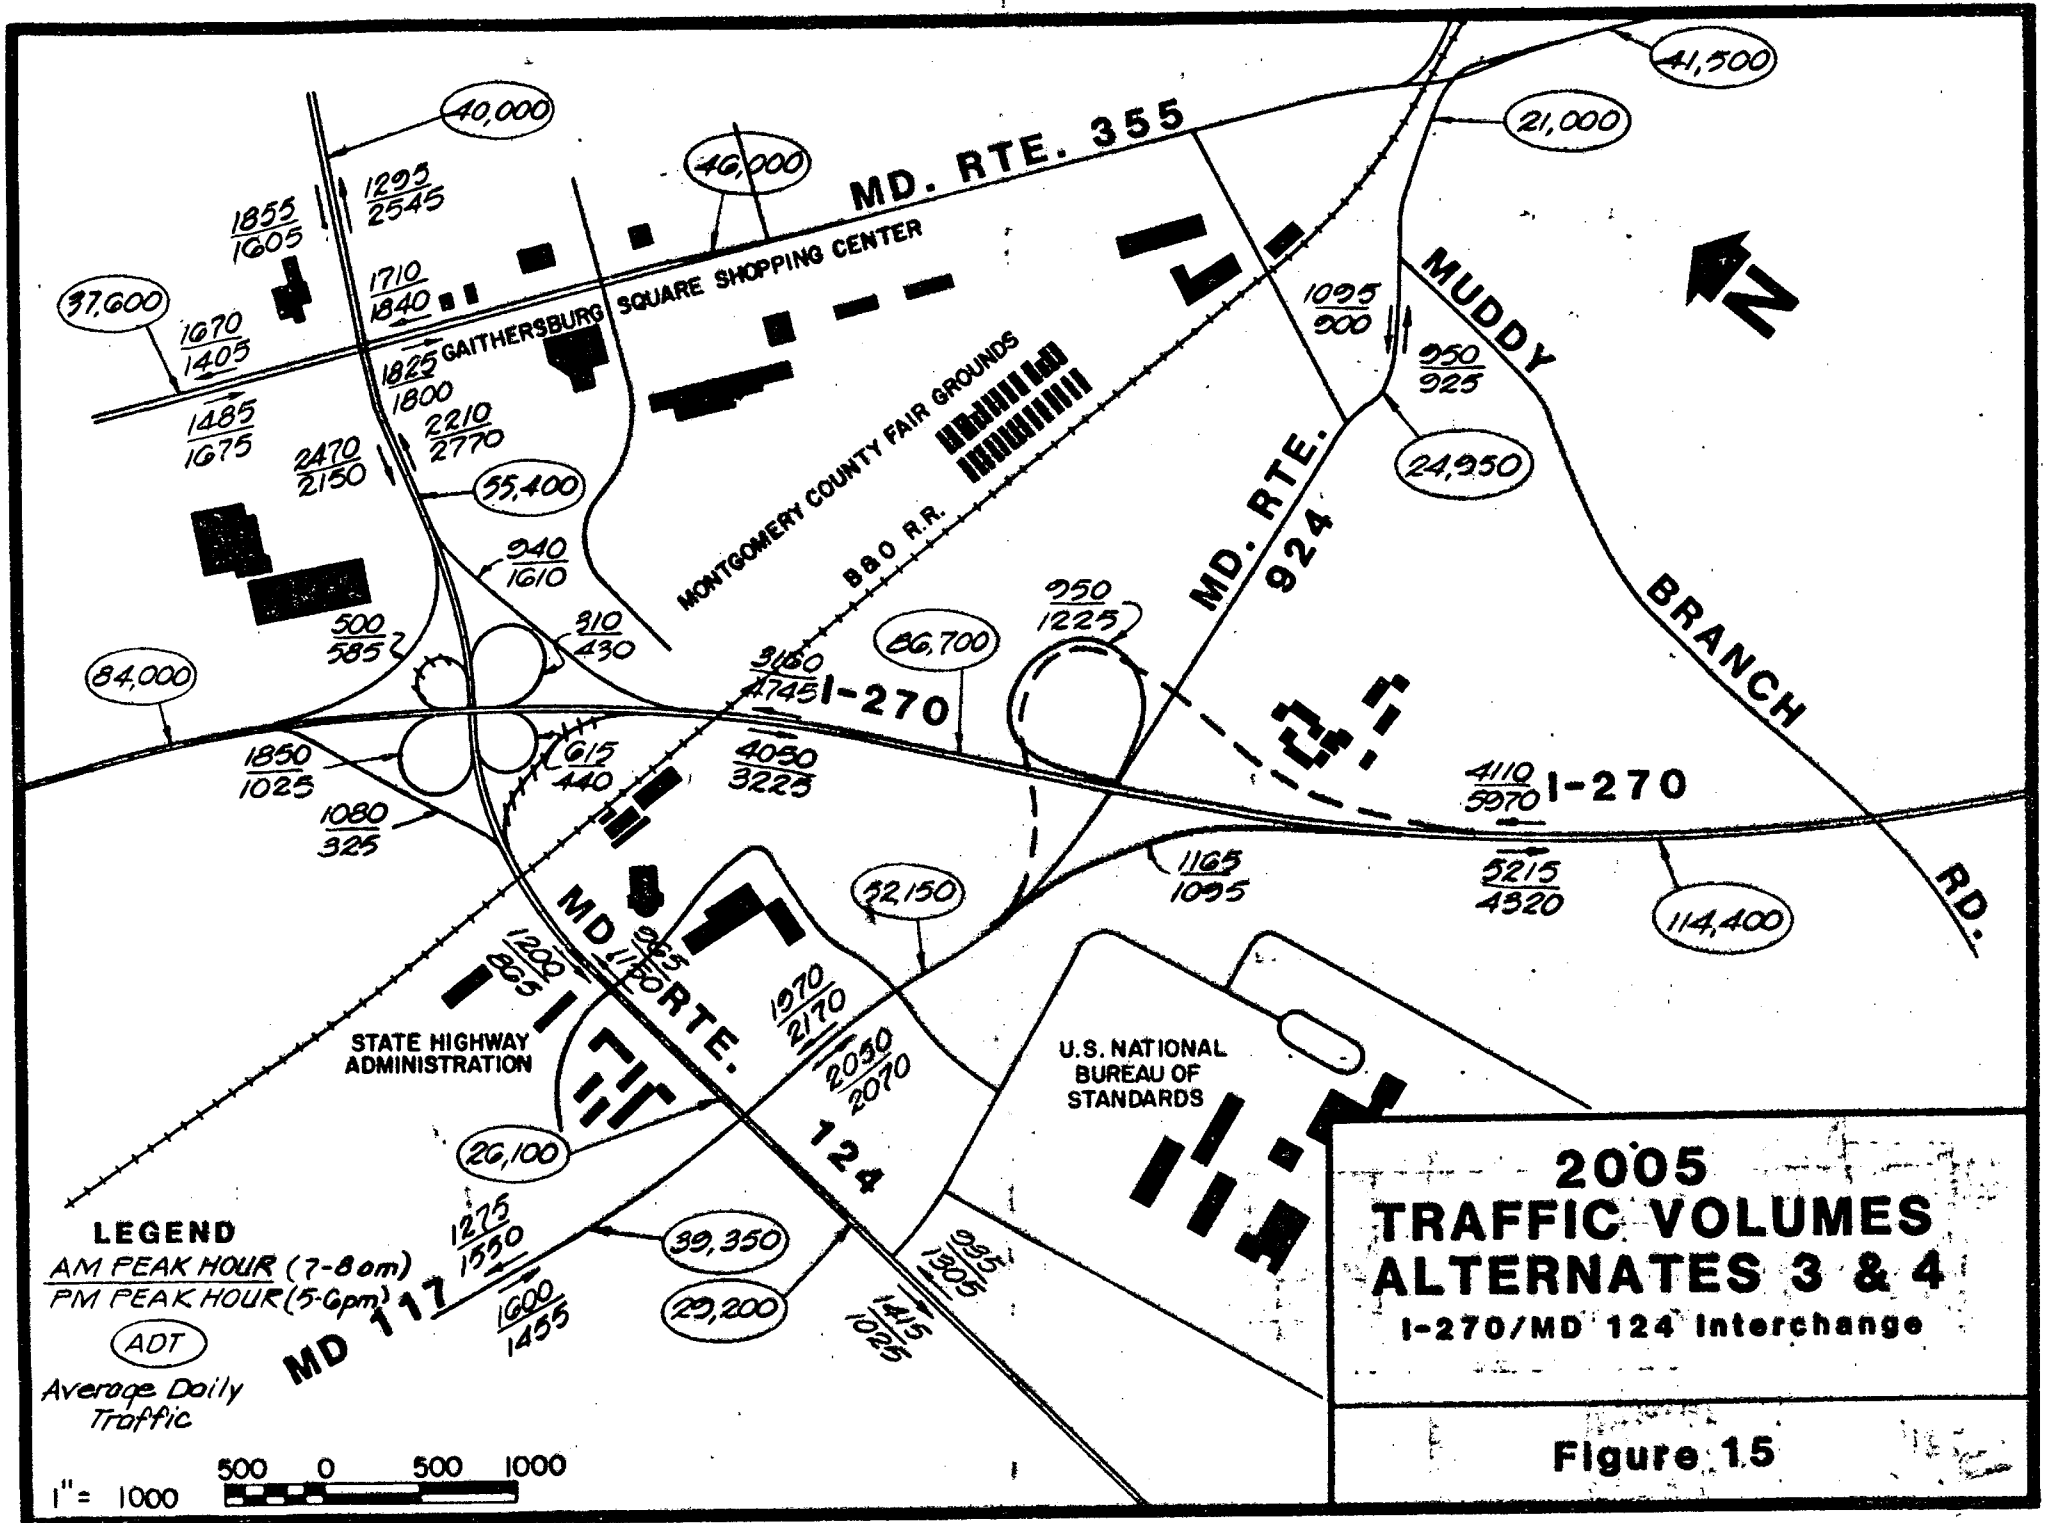 41,500
40,000
21,000
46,000
MD. RTE. 355
1295
2545
1855
1605
GAITHERSBURG SQUARE SHOPPING CENTER
MUDDY
BRANCH
RD.
N
37,600
1710
1840
1670
1405
1825
1800
1485
1675
2210
2770
2470
2150
55,400
1095
900
950
925
24,950
MONTGOMERY COUNTY FAIR GROUNDS
B&O R.R.
MD. RTE.
924
940
1610
310
430
500
585
84,000
950
1225
86,700
3160
4745
I-270
4050
3225
1850
1025
615
440
1080
325
4110
5970
I-270
5215
4320
114,400
1165
1095
52,150
MD. RTE.
124
1200
865
965
1150
1970
2170
2050
2070
STATE HIGHWAY
ADMINISTRATION
U.S. NATIONAL
BUREAU OF
STANDARDS
26,100
39,350
29,200
1275
1550
1600
1455
MD 117
935
1305
1415
1025
LEGEND
AM PEAK HOUR (7-8am)
PM PEAK HOUR (5-6pm)
ADT
Average Daily
Traffic
500 0 500 1000
1" = 1000
2005
TRAFFIC VOLUMES
ALTERNATES 3 & 4
I-270/MD 124 Interchange
Figure 15